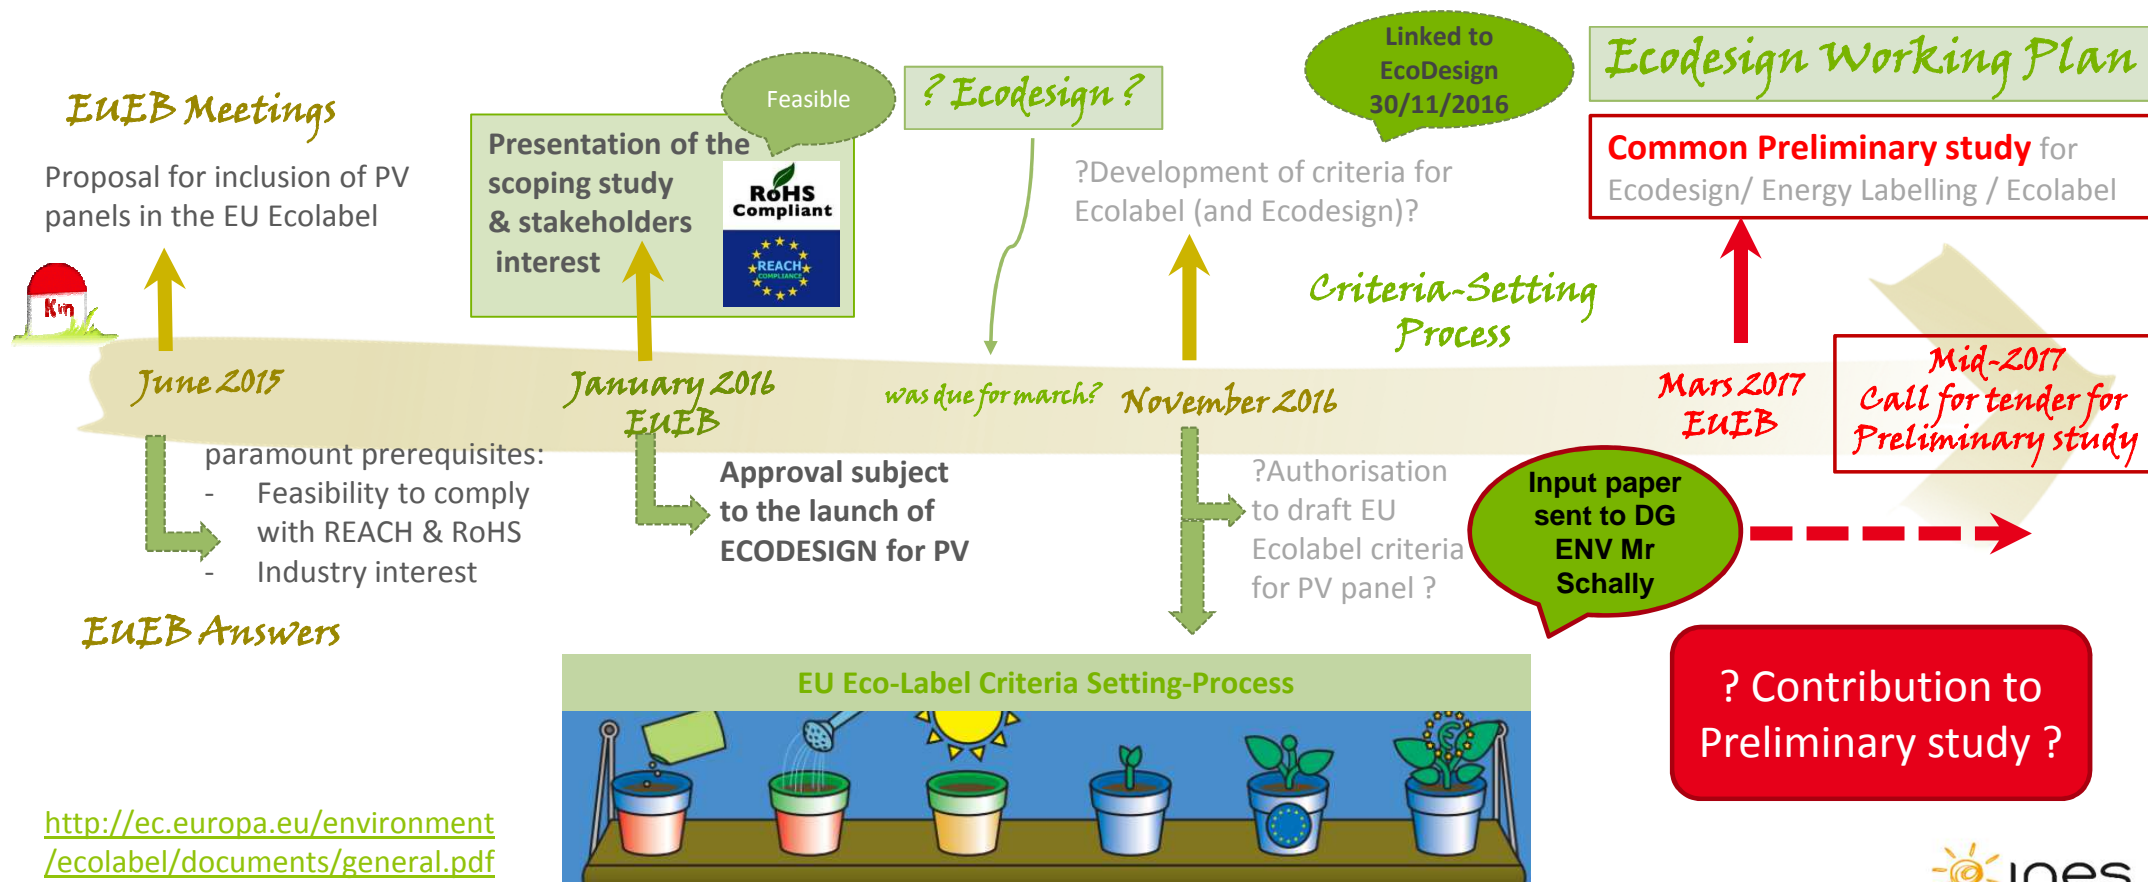 EUEB Meetings
Proposal for inclusion of PV
panels in the EU Ecolabel
Km
Presentation of the
scoping study
& stakeholders
interest
Feasible
RoHS
Compliant
REACH
COMPLIANCE
? Ecodesign ?
Linked to
EcoDesign
30/11/2016
?Development of criteria for
Ecolabel (and Ecodesign)?
Ecodesign Working Plan
Common Preliminary study for
Ecodesign/ Energy Labelling / Ecolabel
Criteria-Setting
Process
June 2015
January 2016
EUEB
was due for march?
November 2016
Mars 2017
EUEB
Mid-2017
Call for tender for
Preliminary study
paramount prerequisites:
- Feasibility to comply
with REACH & RoHS
- Industry interest
Approval subject
to the launch of
ECODESIGN for PV
?Authorisation
to draft EU
Ecolabel criteria
for PV panel ?
Input paper
sent to DG
ENV Mr
Schally
EUEB Answers
? Contribution to
Preliminary study ?
EU Eco-Label Criteria Setting-Process
http://ec.europa.eu/environment
/ecolabel/documents/general.pdf
ines